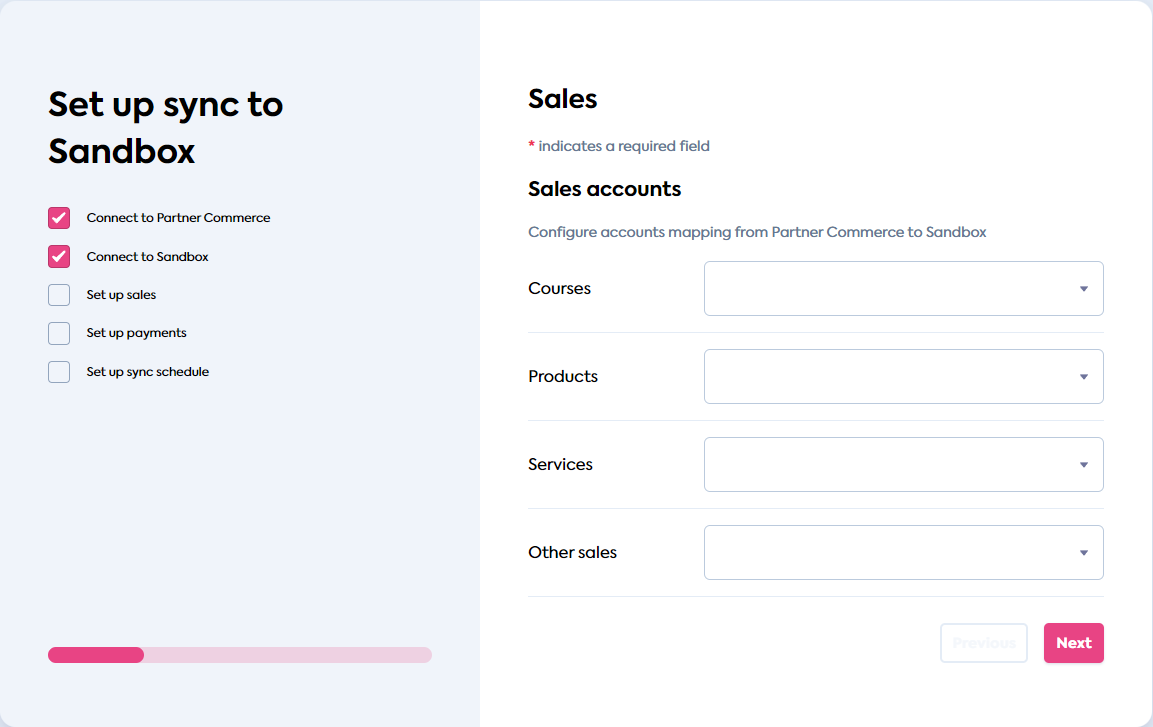 Set up sync to
Sandbox
Connect to Partner Commerce
Connect to Sandbox
Set up sales
Set up payments
Set up sync schedule
Sales
* indicates a required field
Sales accounts
Configure accounts mapping from Partner Commerce to Sandbox
Courses
Products
Services
Other sales
Previous
Next